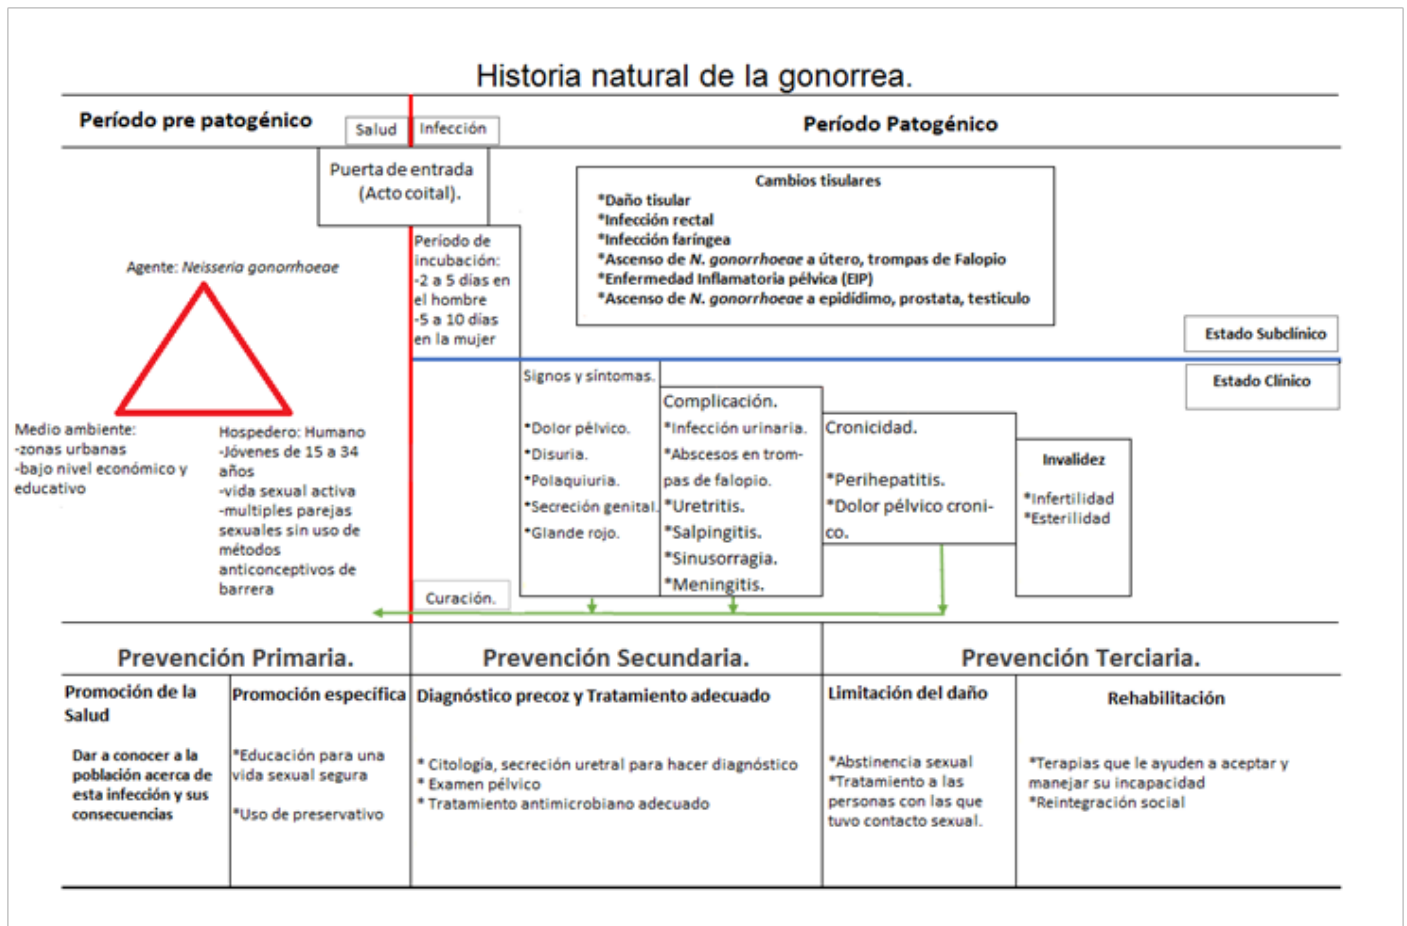 Historia natural de la gonorrea.
Período pre patogénico
Salud
Infección
Período Patogénico
Puerta de entrada
(Acto coital).
Cambios tisulares
*Daño tisular
*Infección rectal
*Infección faríngea
*Ascenso de N. gonorrhoeae a útero, trompas de Falopio
*Enfermedad Inflamatoria pélvica (EIP)
*Ascenso de N. gonorrhoeae a epidídimo, prostata, testiculo
Período de
incubación:
-2 a 5 días en
el hombre
-5 a 10 días
en la mujer
Agente: Neisseria gonorrhoeae
Estado Subclínico
Estado Clínico
Medio ambiente:
-zonas urbanas
-bajo nivel económico y
educativo
Hospedero: Humano
-Jóvenes de 15 a 34
años
-vida sexual activa
-multiples parejas
sexuales sin uso de
métodos
anticonceptivos de
barrera
Signos y síntomas.
*Dolor pélvico.
*Disuria.
*Polaquiuria.
*Secreción genital.
*Glande rojo.
Complicación.
*Infección urinaria.
*Abscesos en trom-
pas de falopio.
*Uretritis.
*Salpingitis.
*Sinusorragia.
*Meningitis.
Cronicidad.
*Perihepatitis.
*Dolor pélvico croni-
co.
Invalidez
*Infertilidad
*Esterilidad
Curación.
Prevención Primaria.
Prevención Secundaria.
Prevención Terciaria.
Promoción de la
Salud
Dar a conocer a la
población acerca de
esta infección y sus
consecuencias
Promoción específica
*Educación para una
vida sexual segura
*Uso de preservativo
Diagnóstico precoz y Tratamiento adecuado
* Citología, secreción uretral para hacer diagnóstico
* Examen pélvico
* Tratamiento antimicrobiano adecuado
Limitación del daño
*Abstinencia sexual
*Tratamiento a las
personas con las que
tuvo contacto sexual.
Rehabilitación
*Terapias que le ayuden a aceptar y
manejar su incapacidad
*Reintegración social